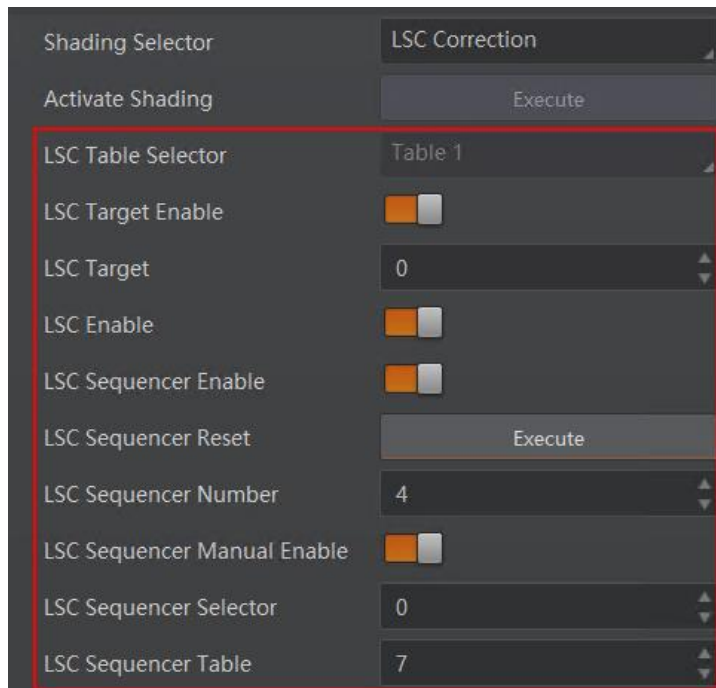 Shading Selector LSC Correction
Activate Shading Execute
LSC Table Selector Table 1
LSC Target Enable
LSC Target 0
LSC Enable
LSC Sequencer Enable
LSC Sequencer Reset Execute
LSC Sequencer Number 4
LSC Sequencer Manual Enable
LSC Sequencer Selector 0
LSC Sequencer Table 7